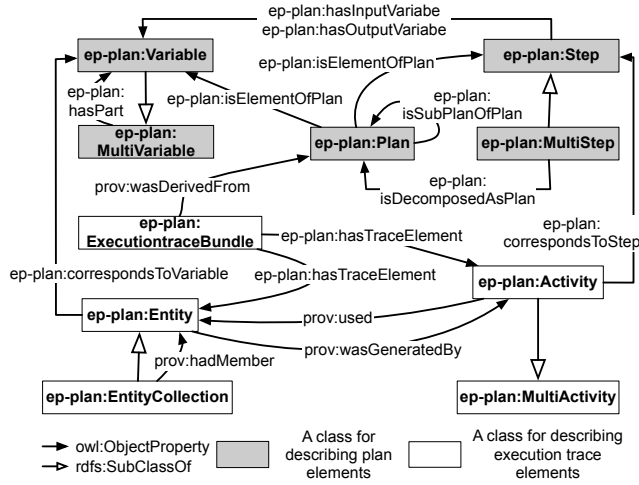 ep-plan:hasInputVariabe
ep-plan:hasOutputVariabe
ep-plan:Variable
ep-plan:Step
ep-plan:isElementOfPlan
ep-plan:
hasPart
ep-plan:isElementOfPlan
ep-plan:
isSubPlanOfPlan
ep-plan:
MultiVariable
ep-plan:Plan
ep-plan:MultiStep
prov:wasDerivedFrom
ep-plan:
isDecomposedAsPlan
ep-plan:
ExecutiontraceBundle
ep-plan:hasTraceElement
ep-plan:
correspondsToStep
ep-plan:correspondsToVariable
ep-plan:hasTraceElement
ep-plan:Activity
ep-plan:Entity
prov:used
prov:wasGeneratedBy
prov:hadMember
ep-plan:EntityCollection
ep-plan:MultiActivity
owl:ObjectProperty
rdfs:SubClassOf
A class for
describing plan
elements
A class for describing
execution trace
elements